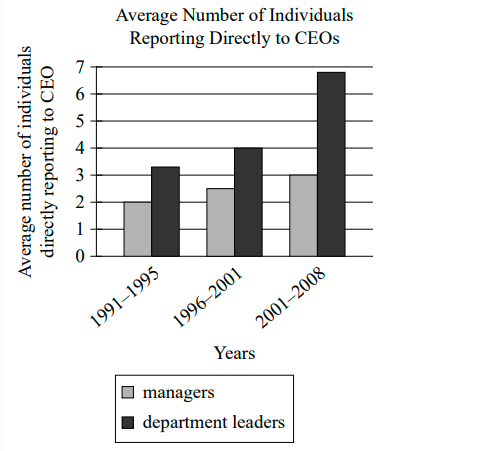 Average Number of Individuals
Reporting Directly to CEOs
Average number of individuals
directly reporting to CEO
7
6
5
4
3
2
1
0
1991–1995
1996–2001
2001–2008
Years
managers
department leaders